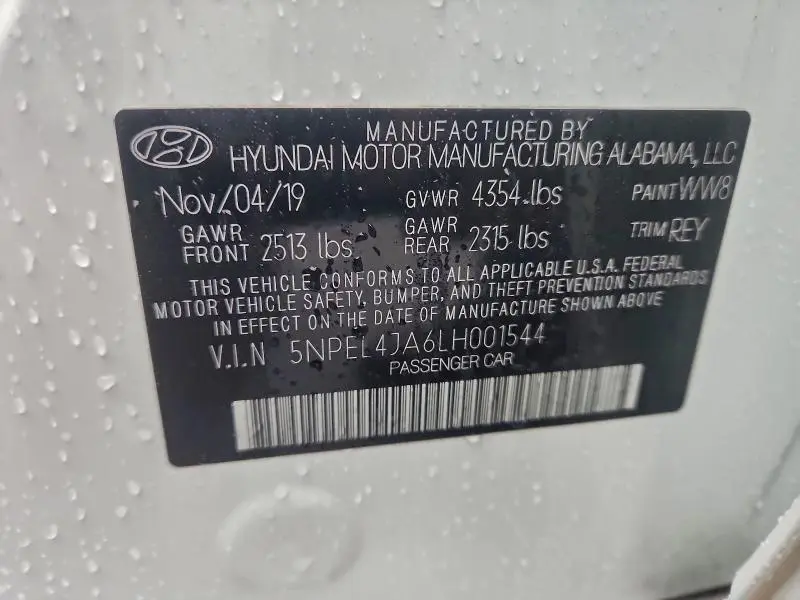 MANUFACTURED BY
HYUNDAI MOTOR MANUFACTURING ALABAMA, LLC
Nov/04/19 GVWR 4354 lbs PAINT WW8
GAWR FRONT 2513 lbs GAWR REAR 2315 lbs TRIM REY
THIS VEHICLE CONFORMS TO ALL APPLICABLE U.S.A. FEDERAL
MOTOR VEHICLE SAFETY, BUMPER, AND THEFT PREVENTION STANDARDS
IN EFFECT ON THE DATE OF MANUFACTURE SHOWN ABOVE
V.I.N 5NPEL4JA6LH001544
PASSENGER CAR